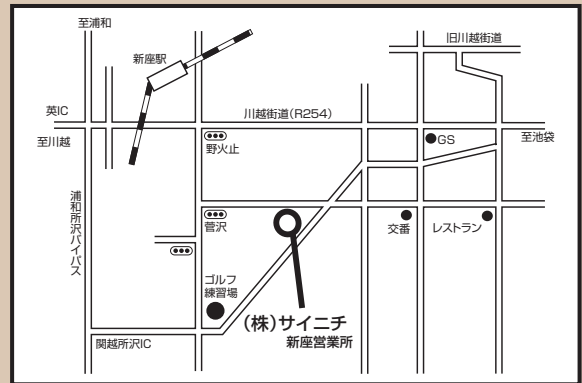 至浦和
新座駅
旧川越街道
英IC
川越街道(R254)
至川越
野火止
GS
至池袋
浦和所沢バイパス
菅沢
交番
レストラン
ゴルフ
練習場
(株)サイニチ
新座営業所
関越所沢IC